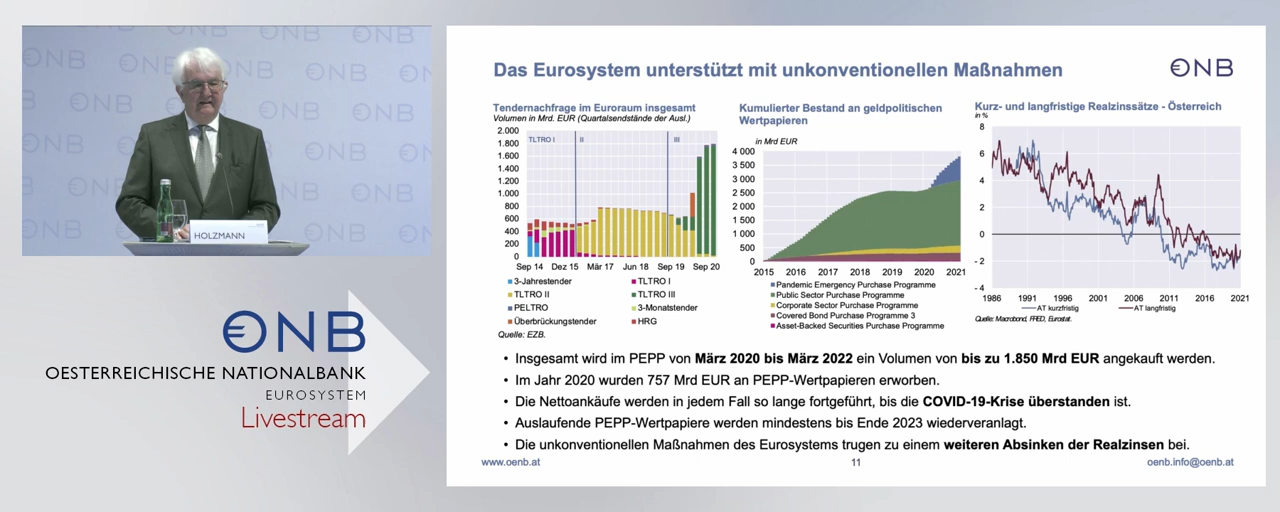 HOLZMANN
ONB
OESTERREICHISCHE NATIONALBANK
EUROSYSTEM
Livestream
Das Eurosystem unterstützt mit unkonventionellen Maßnahmen
ONB
Tendernachfrage im Euroraum insgesamt
Volumen in Mrd. EUR (Quartalsendstände der Ausl.)
2.000
1.800
1.600
1.400
1.200
1.000
800
600
400
200
0
TLTRO I II III
Sep 14 Dez 15 Mär 17 Jun 18 Sep 19 Sep 20
3-Jahrestender TLTRO I
TLTRO II TLTRO III
PELTRO 3-Monatstender
Überbrückungstender HRG
Quelle: EZB.
Kumulierter Bestand an geldpolitischen
Wertpapieren
in Mrd EUR
4 000
3 500
3 000
2 500
2 000
1 500
1 000
500
0
2015 2016 2017 2018 2019 2020 2021
Pandemic Emergency Purchase Programme
Public Sector Purchase Programme
Corporate Sector Purchase Programme
Covered Bond Purchase Programme 3
Asset-Backed Securities Purchase Programme
Kurz- und langfristige Realzinssätze - Österreich
in %
8
6
4
2
0
- 2
- 4
1986 1991 1996 2001 2006 2011 2016 2021
AT kurzfristig AT langfristig
Quelle: Macrobond, FRED, Eurostat.
• Insgesamt wird im PEPP von März 2020 bis März 2022 ein Volumen von bis zu 1.850 Mrd EUR angekauft werden.
• Im Jahr 2020 wurden 757 Mrd EUR an PEPP-Wertpapieren erworben.
• Die Nettoankäufe werden in jedem Fall so lange fortgeführt, bis die COVID-19-Krise überstanden ist.
• Auslaufende PEPP-Wertpapiere werden mindestens bis Ende 2023 wiederveranlagt.
• Die unkonventionellen Maßnahmen des Eurosystems trugen zu einem weiteren Absinken der Realzinsen bei.
www.oenb.at 11 oenb.info@oenb.at